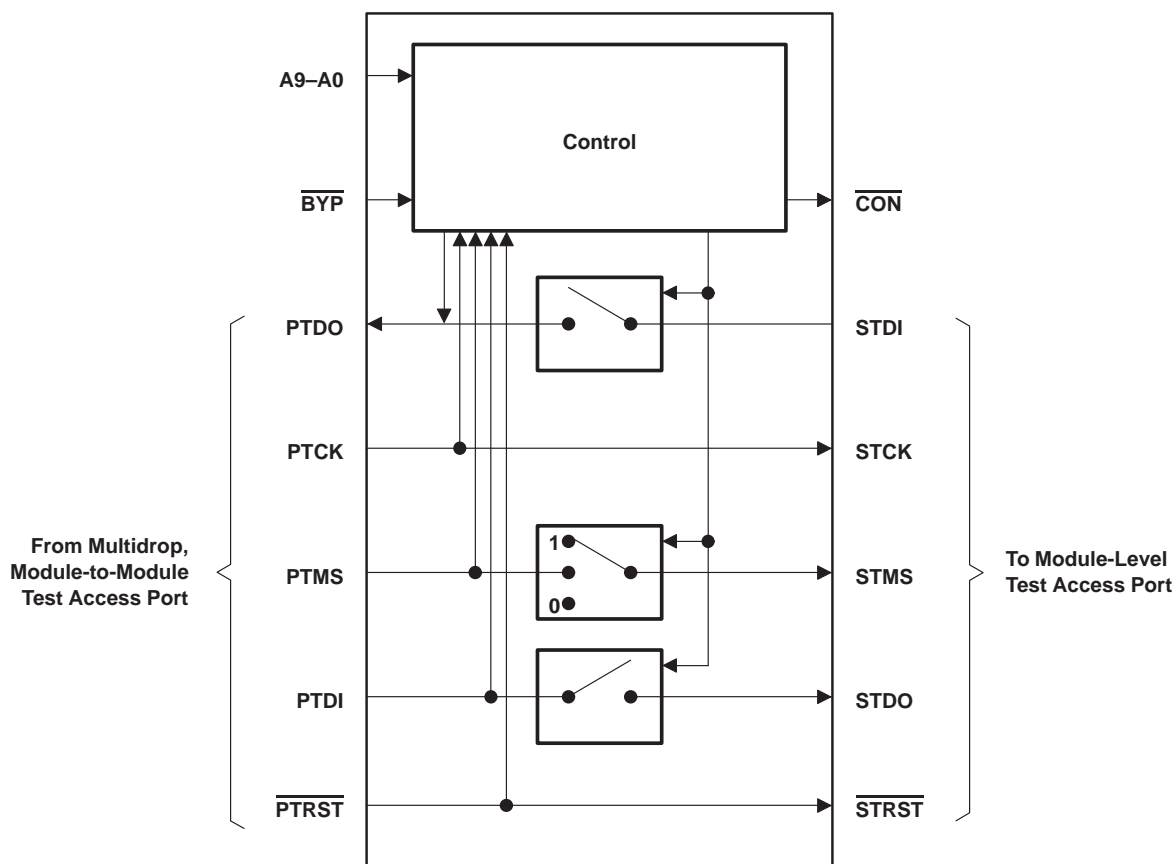 A9–A0
Control
BYP
CON
PTDO
STDI
PTCK
STCK
From Multidrop,
Module-to-Module
Test Access Port
1
PTMS
0
STMS
To Module-Level
Test Access Port
PTDI
STDO
PTRST
STRST